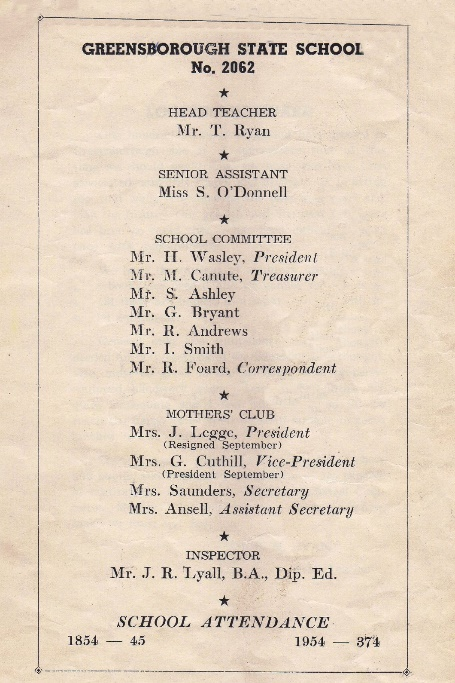 GREENSBOROUGH STATE SCHOOL
No. 2062
HEAD TEACHER
Mr. T. Ryan
SENIOR ASSISTANT
Miss S. O'Donnell
SCHOOL COMMITTEE
Mr. H. Wasley, President
Mr. M. Canute, Treasurer
Mr. S. Ashley
Mr. G. Bryant
Mr. R. Andrews
Mr. I. Smith
Mr. R. Foard, Correspondent
MOTHERS' CLUB
Mrs. J. Legge, President
(Resigned September)
Mrs. G. Cuthill, Vice-President
(President September)
Mrs. Saunders, Secretary
Mrs. Ansell, Assistant Secretary
INSPECTOR
Mr. J. R. Lyall, B.A., Dip. Ed.
SCHOOL ATTENDANCE
1854 — 45 1954 — 374